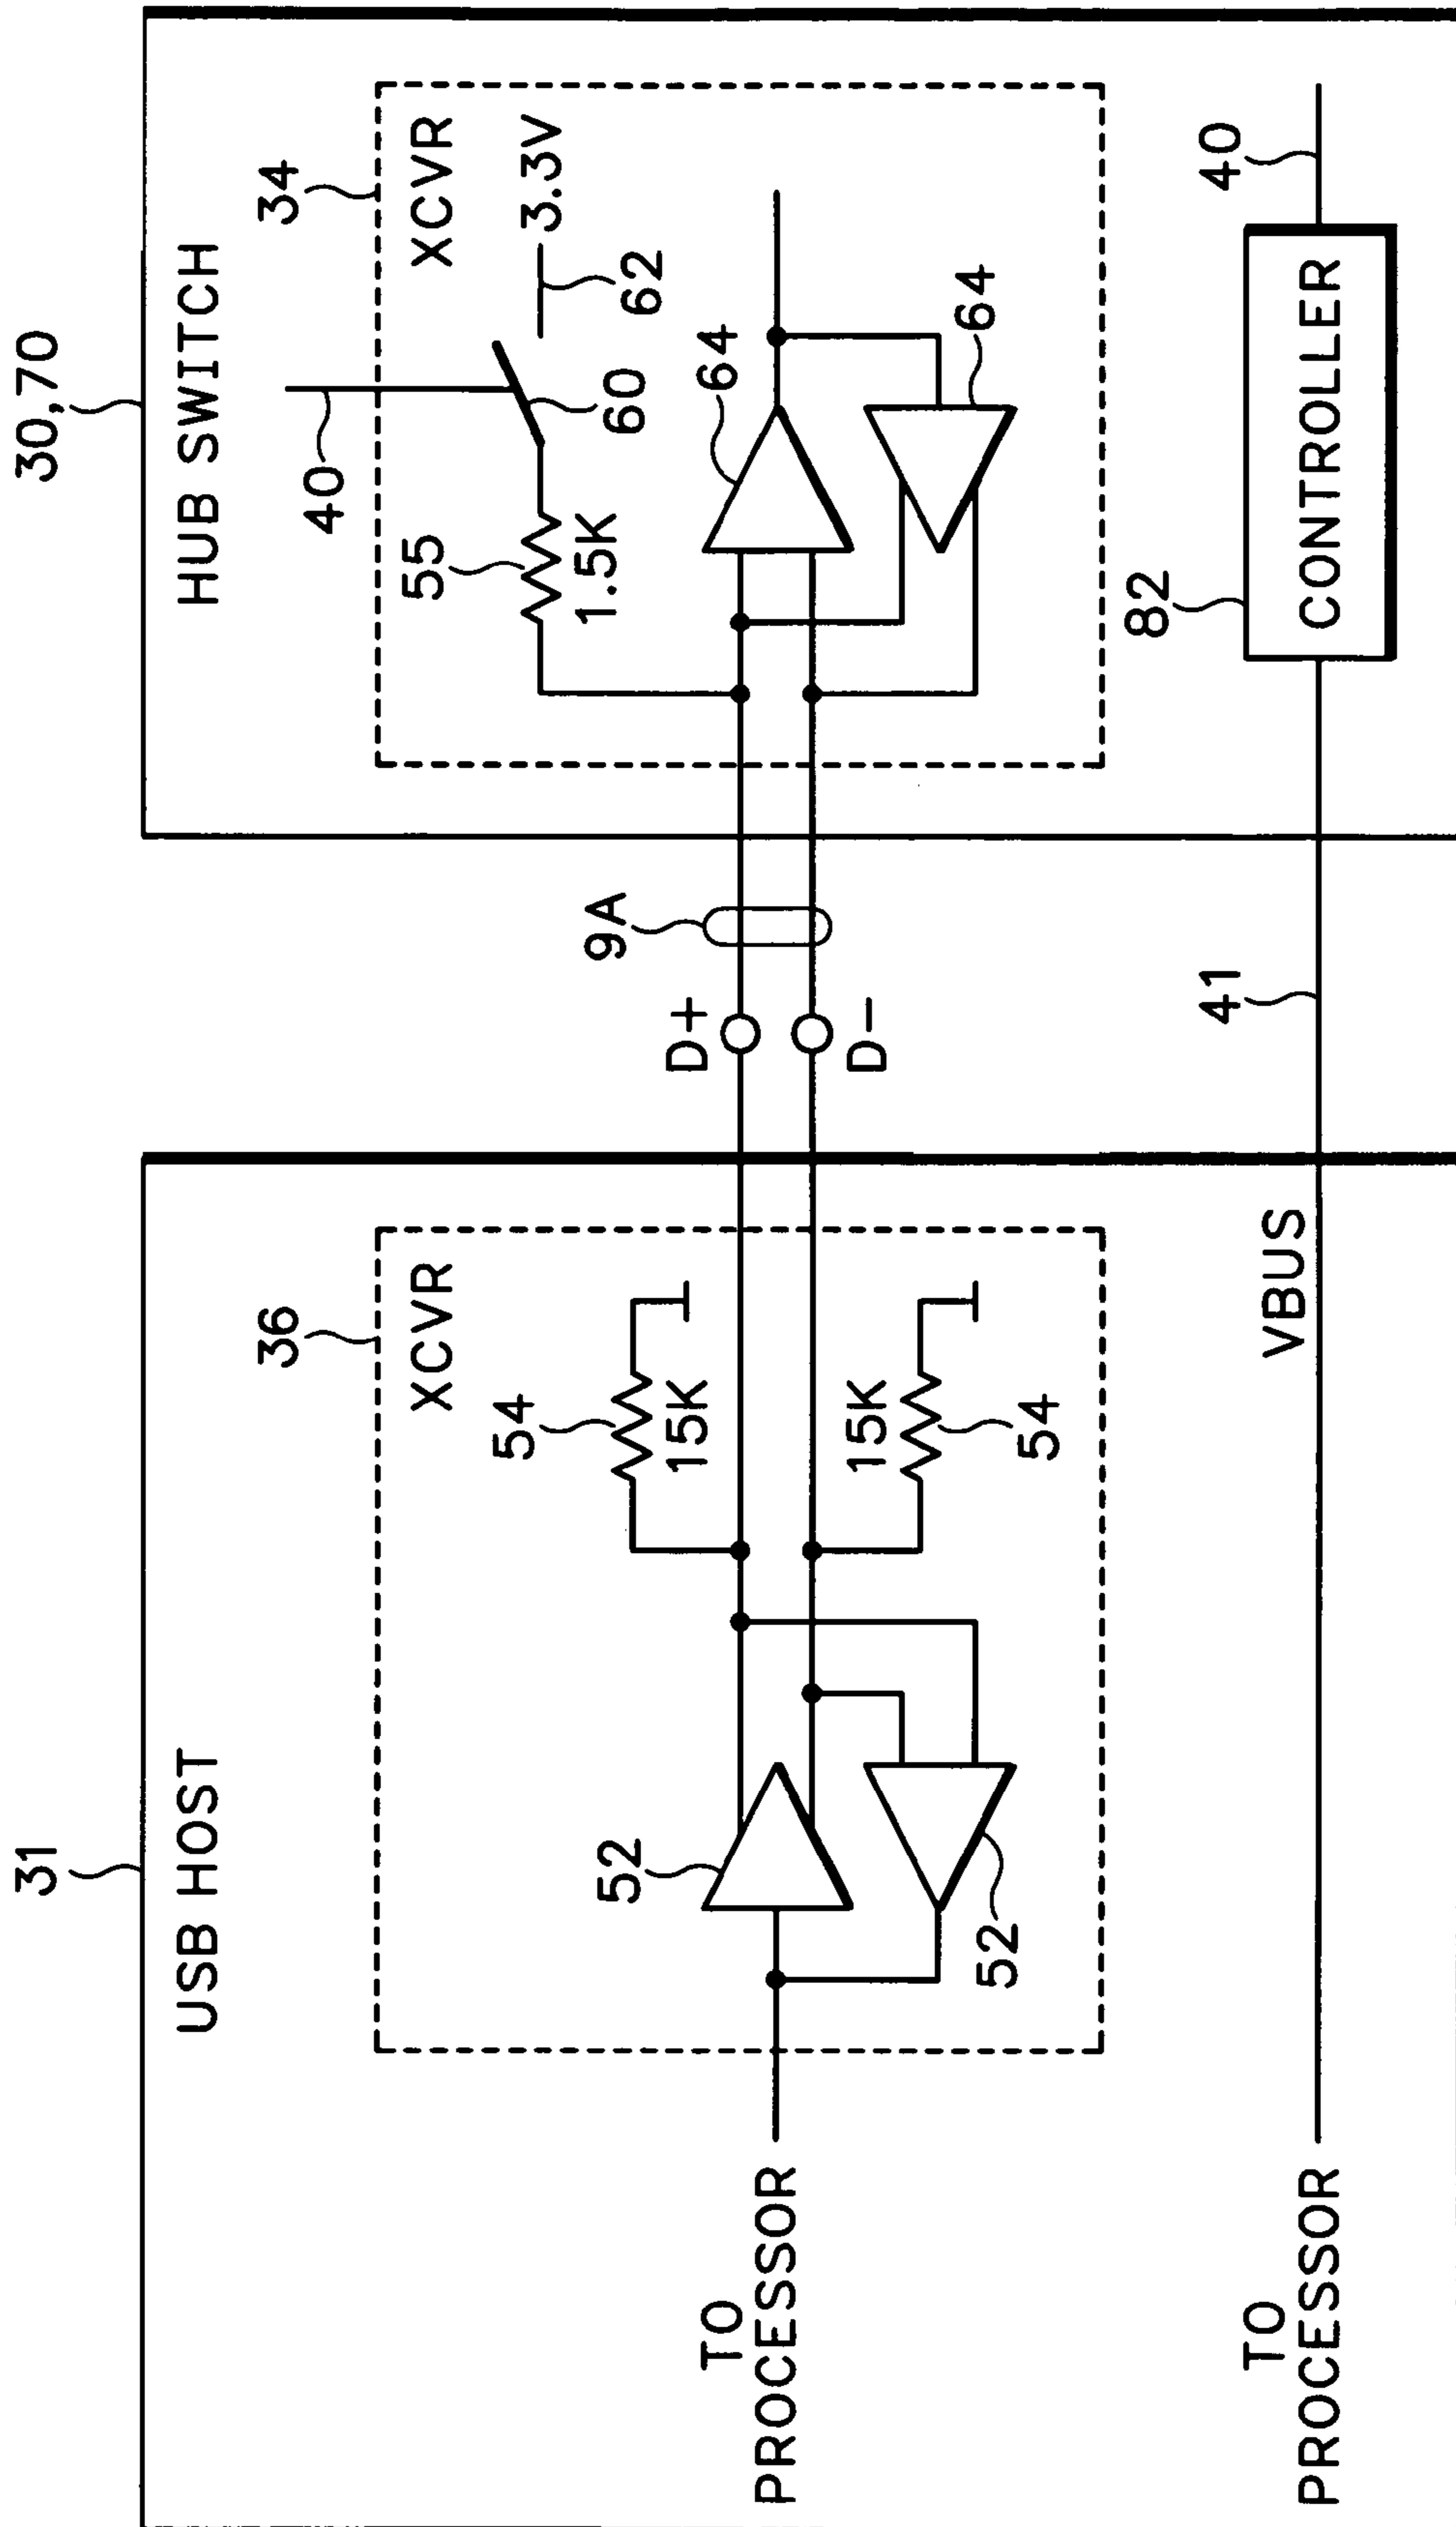 31
USB HOST
36
XCVR
54
15K
15K
54
52
52
TO
PROCESSOR
VBUS
TO
PROCESSOR
D+
D-
9A
41
30,70
HUB SWITCH
34
XCVR
40
3.3V
62
60
55
1.5K
64
64
82
CONTROLLER
40